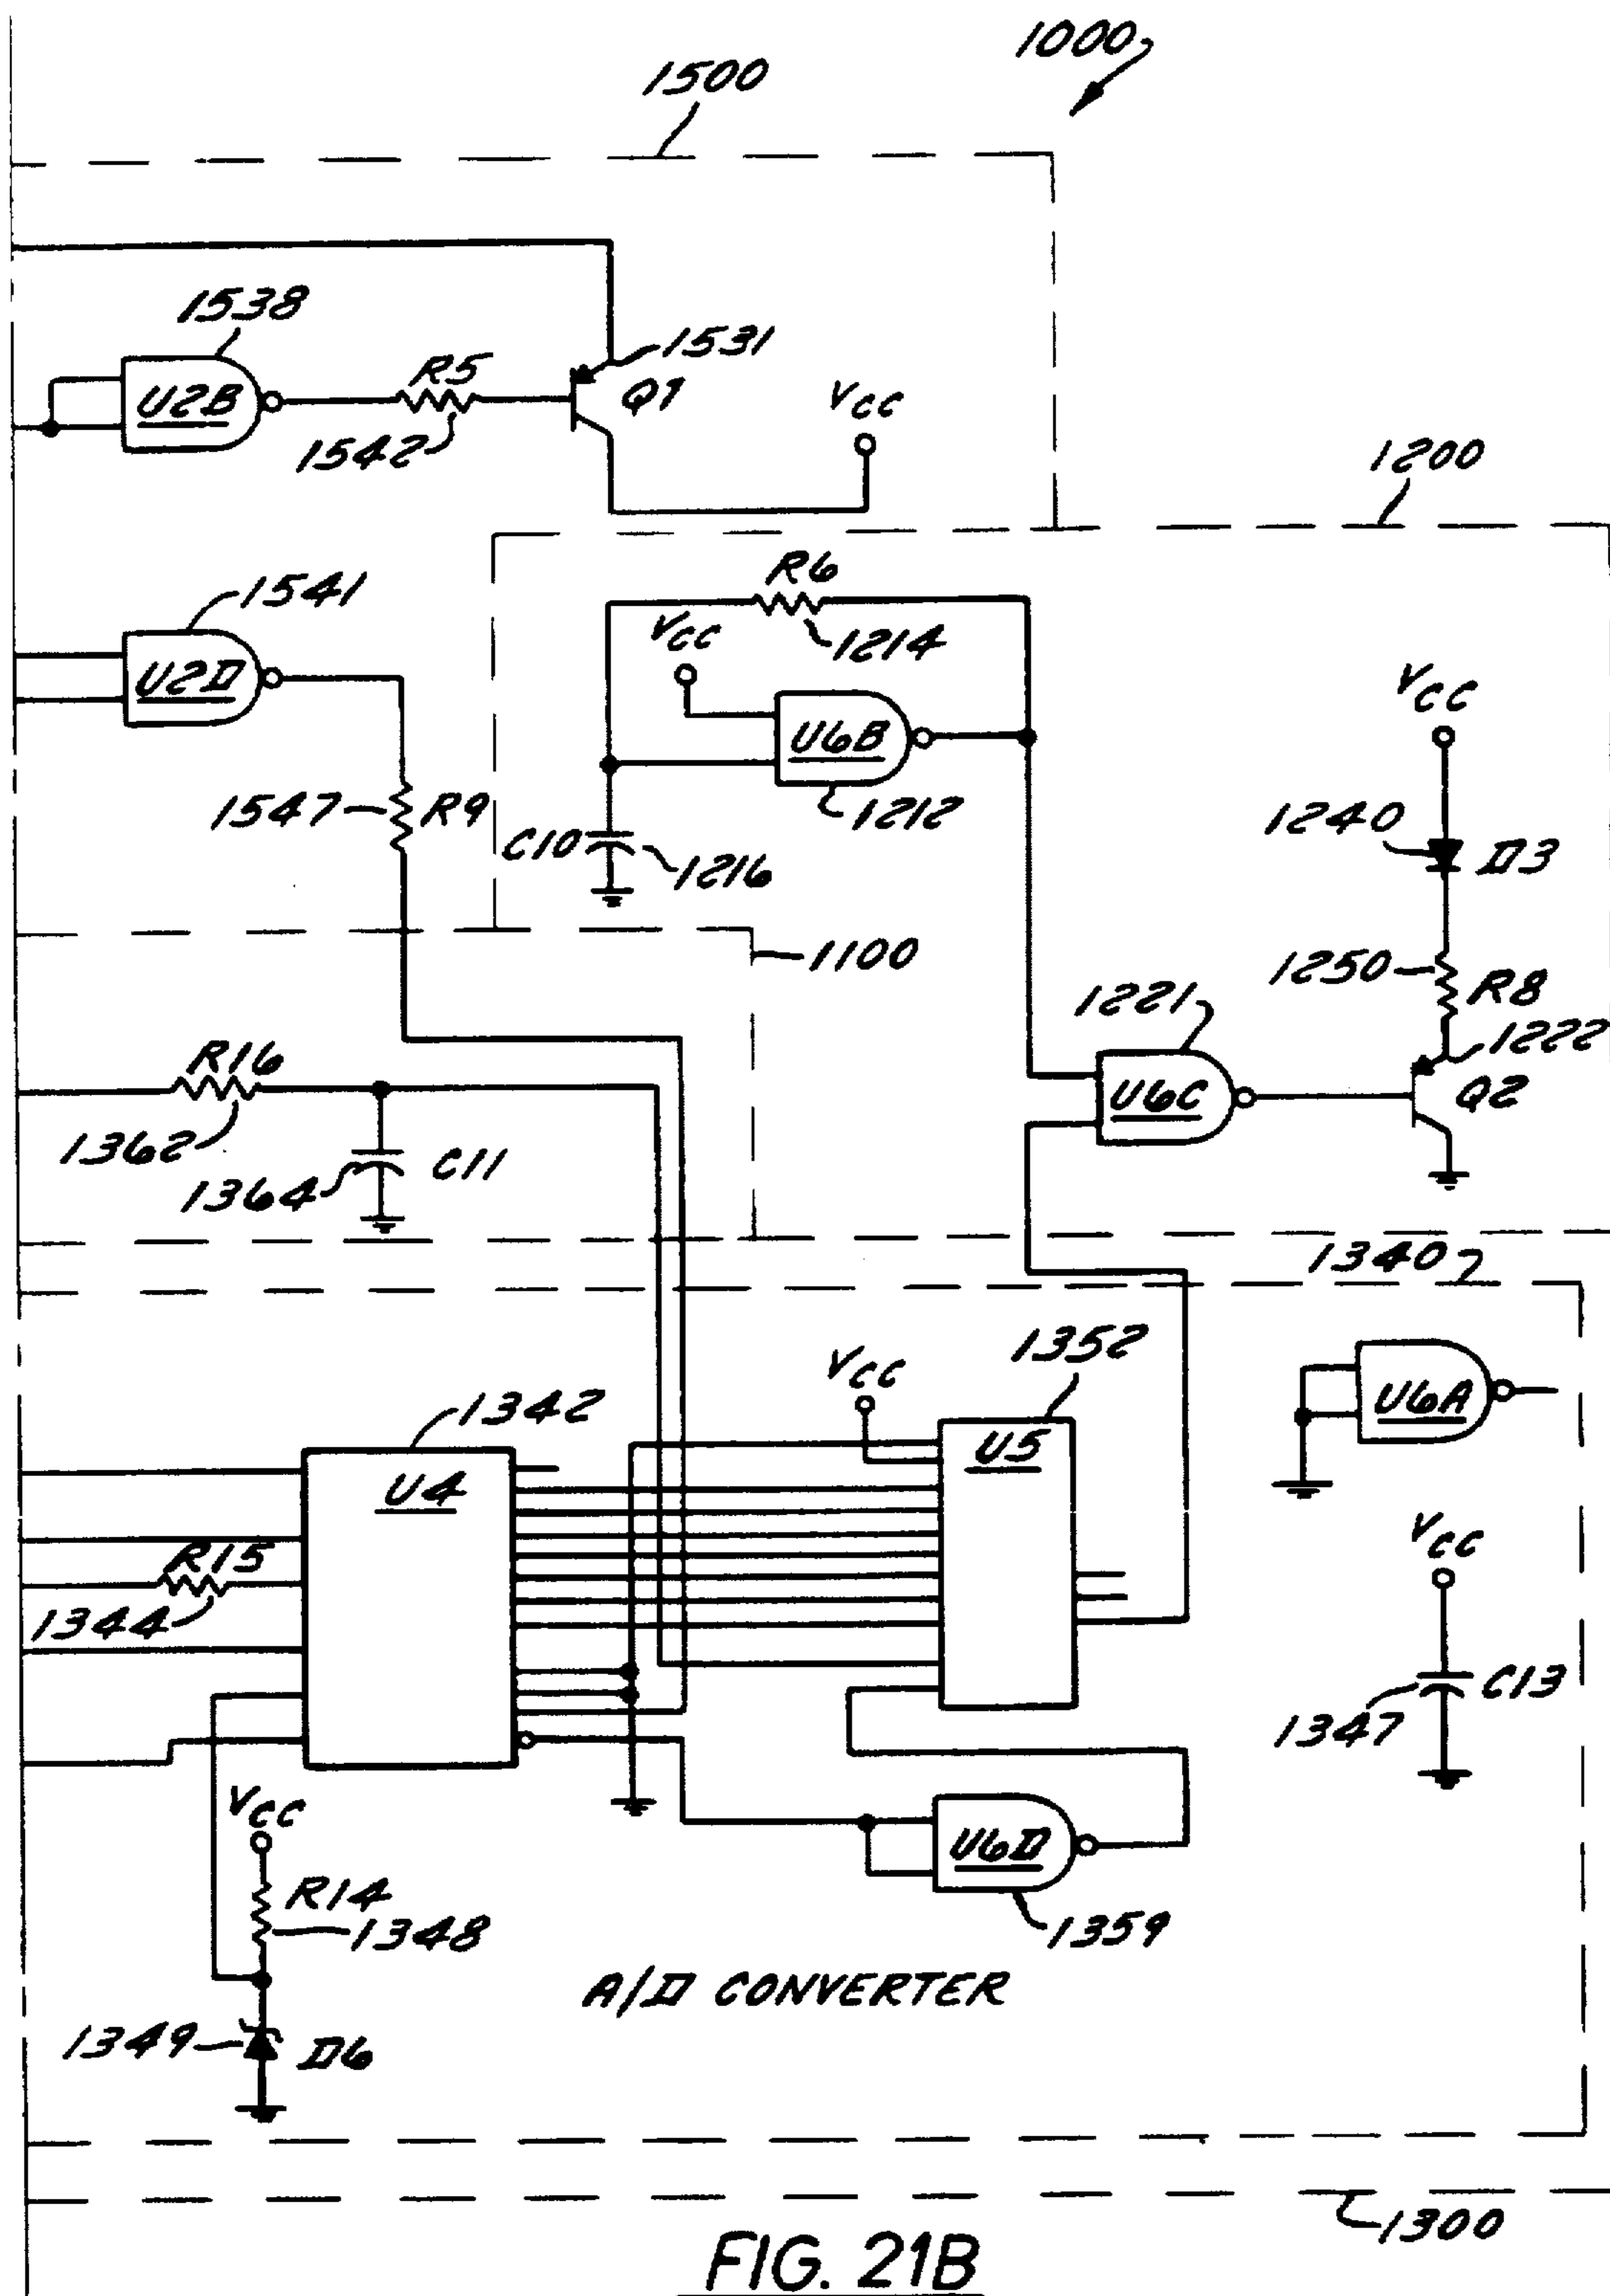 1000
1500
1538
U2B
R5
1542
1531
Q1
VCC
1200
1541
U2D
R6
1214
VCC
U6B
1212
VCC
1547
R9
C10
1216
1240
D3
1100
1250
R8
1221
1222
U6C
Q2
R16
1362
1364
C11
1340
1342
U4
VCC
1352
U5
U6A
R15
1344
VCC
C13
1347
VCC
R14
1348
U6D
1359
A/D CONVERTER
1349
D6
1300
FIG. 21B